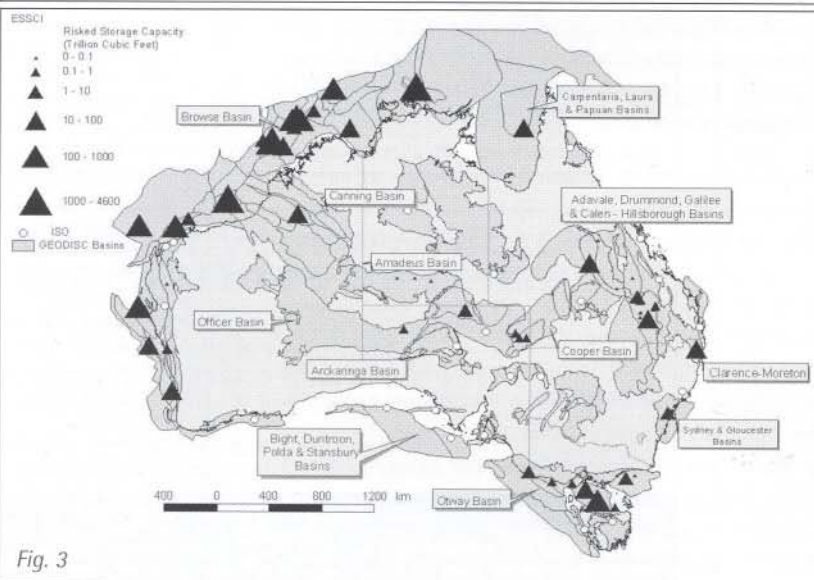 ESSCI
Risked Storage Capacity
(Trillion Cubic Feet)
0 - 0.1
0.1 - 1
1 - 10
10 - 100
100 - 1000
1000 - 4600
ISO
GEODISC Basins
Browse Basin
Carpentaria, Laura
& Papuan Basins
Canning Basin
Adavale, Drummond, Galilee
& Calen - Hillsborough Basins
Amadeus Basin
Officer Basin
Arckaringa Basin
Cooper Basin
Clarence-Moreton
Sydney & Gloucester
Basins
Bight, Duntroon,
Polda & Stansbury
Basins
Otway Basin
400 0 400 800 1200 km
Fig. 3